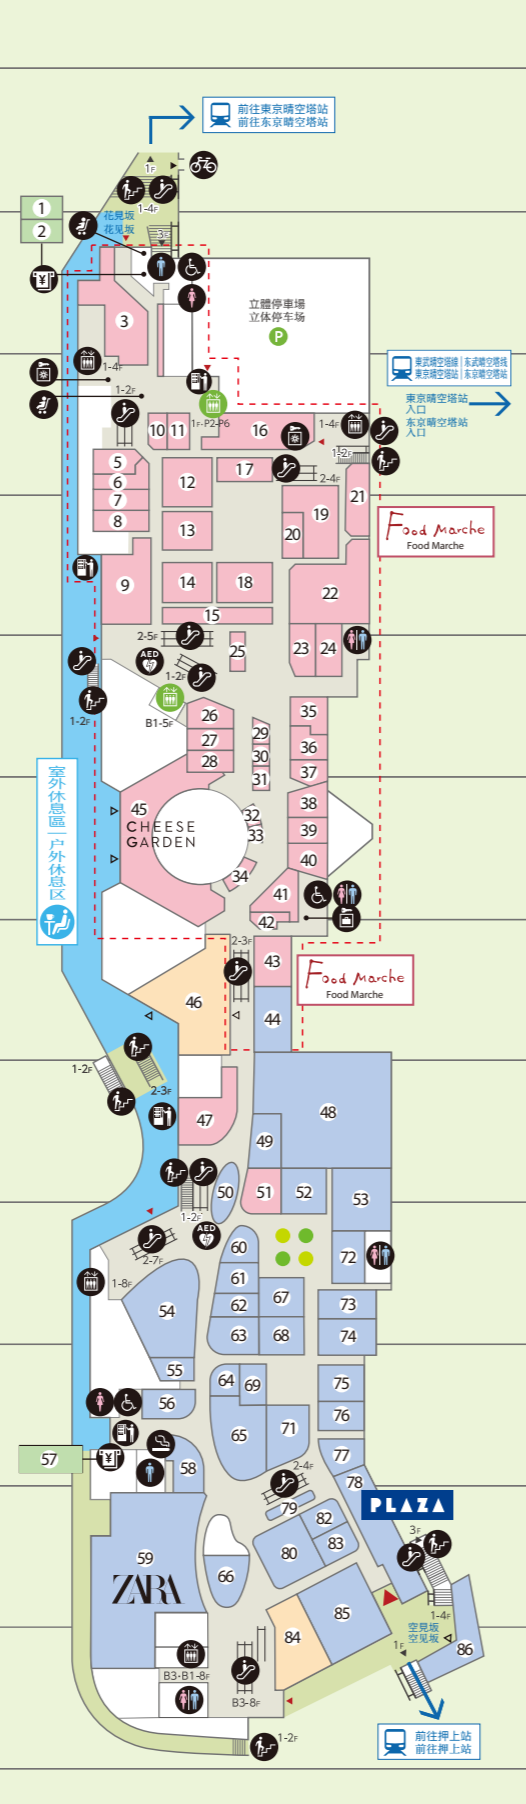 前往東京晴空塔站
前往东京晴空塔站
1F
1-4F
花見坂
花见坂
3F
1
2
¥
3
立體停車場
立体停车场
P
1-4F
1-2F
東武晴空塔線|东武晴空塔线
東京晴空塔站|东京晴空塔站
東京晴空塔站
入口
东京晴空塔站
入口
1F-P2-P6
10
11
16
1-4F
1-2F
5
6
7
8
12
17
2-4F
19
20
21
13
Food Marche
Food Marche
9
14
18
22
15
2-5F
AED
1-2F
25
23
24
B1-5F
1-2F
26
27
28
29
30
31
35
36
37
室外休息區|户外休息区
45
CHEESE
GARDEN
32
33
34
38
39
40
41
42
2-3F
43
Food Marche
Food Marche
46
44
1-2F
2-3F
47
48
49
50
51
52
53
1-2F
AED
2-7F
60
72
1-8F
61
62
63
67
68
73
74
54
55
56
64
69
65
71
75
76
77
57
¥
58
2-4F
78
79
PLAZA
82
83
80
3F
59
ZARA
66
85
84
1-4F
空見坂
空见坂
1F
86
B3·B1-8F
B3-8F
1-2F
前往押上站
前往押上站